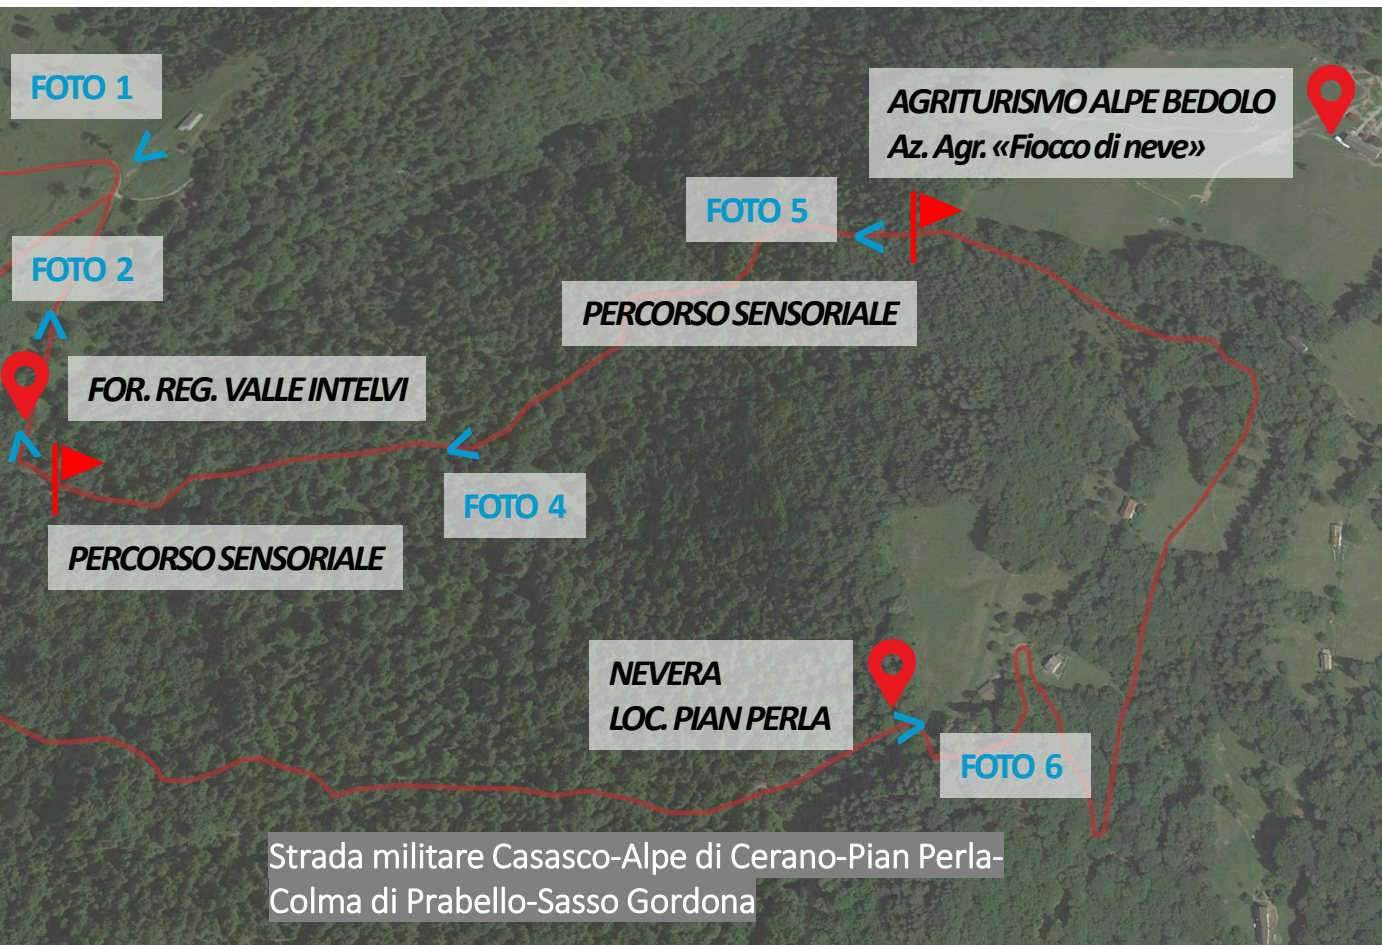 FOTO 1
AGRITURISMO ALPE BEDOLO
Az. Agr. «Fiocco di neve»
FOTO 5
FOTO 2
PERCORSO SENSORIALE
FOR. REG. VALLE INTELVI
FOTO 4
PERCORSO SENSORIALE
NEVERA
LOC. PIAN PERLA
FOTO 6
Strada militare Casasco-Alpe di Cerano-Pian Perla-
Colma di Prabello-Sasso Gordona